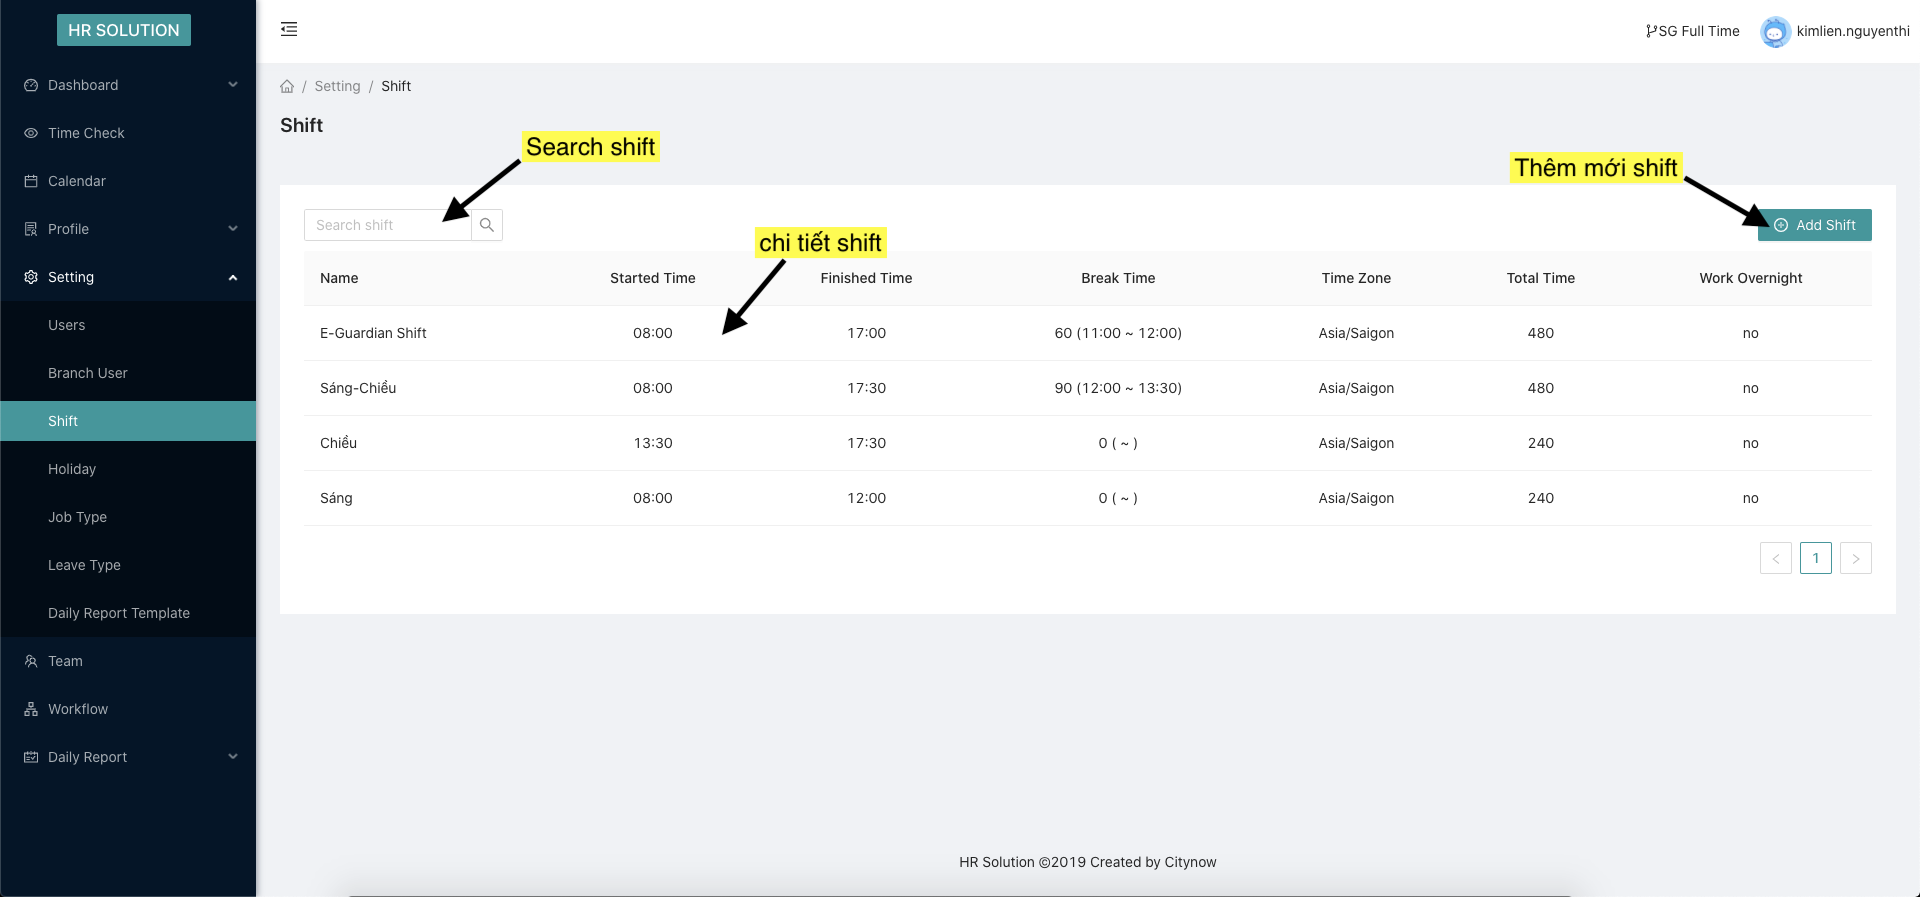 HR SOLUTION
SG Full Time
kimlien.nguyenthi
Dashboard
Time Check
Calendar
Profile
Setting
Users
Branch User
Shift
Holiday
Job Type
Leave Type
Daily Report Template
Team
Workflow
Daily Report
/ Setting / Shift
Shift
Search shift
Thêm mới shift
Search shift
Add Shift
chi tiết shift
Name Started Time Finished Time Break Time Time Zone Total Time Work Overnight
E-Guardian Shift 08:00 17:00 60 (11:00 ~ 12:00) Asia/Saigon 480 no
Sáng-Chiều 08:00 17:30 90 (12:00 ~ 13:30) Asia/Saigon 480 no
Chiều 13:30 17:30 0 ( ~ ) Asia/Saigon 240 no
Sáng 08:00 12:00 0 ( ~ ) Asia/Saigon 240 no
< 1 >
HR Solution ©2019 Created by Citynow